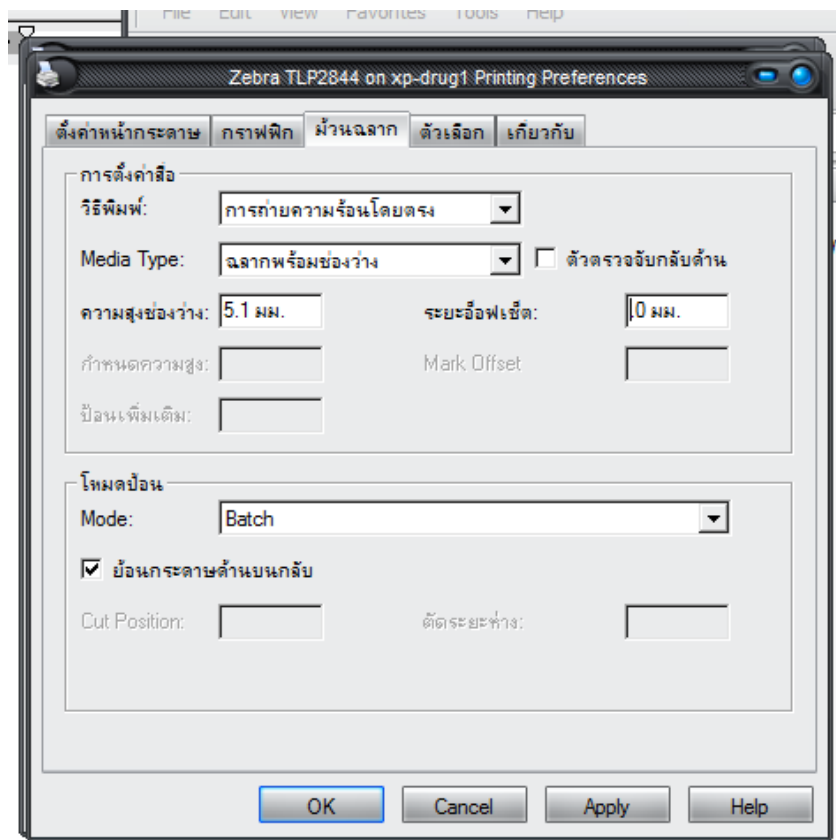 File Edit View Favorites Tools Help
Zebra TLP2844 on xp-drug1 Printing Preferences
ตั้งค่าหน้ากระดาษ กราฟฟิก ม้วนฉลาก ตัวเลือก เกี่ยวกับ
การตั้งค่าสื่อ
วิธีพิมพ์: การถ่ายความร้อนโดยตรง
Media Type: ฉลากพร้อมช่องว่าง ตัวตรวจจับกลับด้าน
ความสูงช่องว่าง: 5.1 มม. ระยะอ็อฟเซ็ต: .0 มม.
กำหนดความสูง: Mark Offset
ป้อนเพิ่มเติม:
โหมดป้อน
Mode: Batch
ย้อนกระดาษด้านบนกลับ
Cut Position: ตัดระยะห่าง:
OK Cancel Apply Help